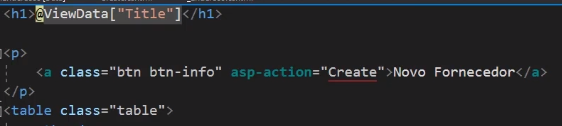 <h1>@ViewData["Title"]</h1>
<p>
<a class="btn btn-info" asp-action="Create">Novo Fornecedor</a>
</p>
<table class="table">